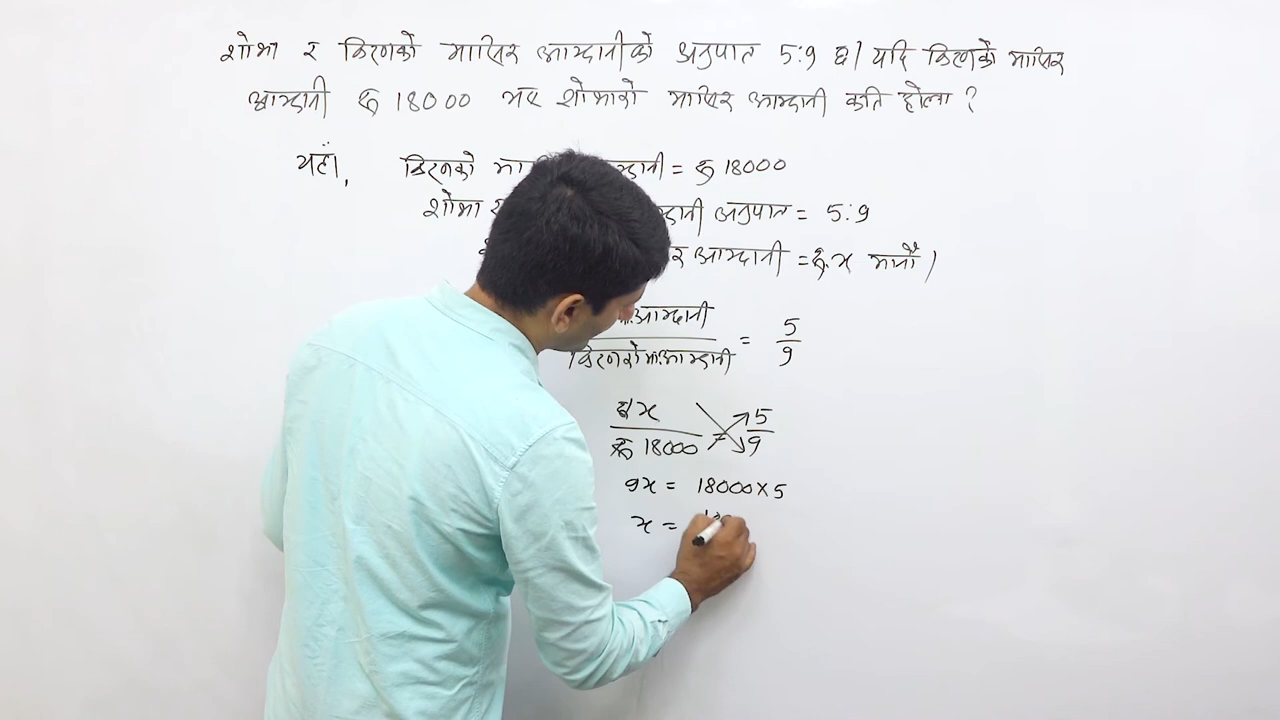 शोभा र किरणको मासिक आम्दानीको अनुपात 5:9 छ। यदि किरणको मासिक
आम्दानी रु 18000 भए शोभाको मासिक आम्दानी कति होला ?
यहाँ, किरणको = रु 18000
शोभा र अनुपात = 5:9
आम्दानी = रु. x मानौं।
आम्दानी / किरणको मा.आम्दानी = 5/9
रु x / रु 18000 = 5/9
9x = 18000 × 5
x =